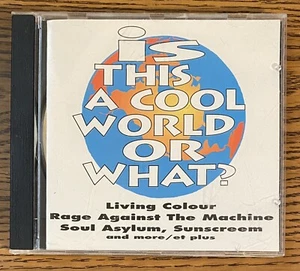 is
THIS
A COOL
WORLD
OR
WHAT?
Living Colour
Rage Against The Machine
Soul Asylum, Sunscreem
and more/et plus